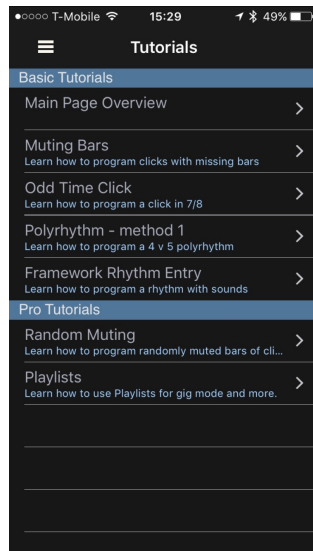 T-Mobile 15:29 49%
Tutorials
Basic Tutorials
Main Page Overview
Muting Bars
Learn how to program clicks with missing bars
Odd Time Click
Learn how to program a click in 7/8
Polyrhythm - method 1
Learn how to program a 4 v 5 polyrhythm
Framework Rhythm Entry
Learn how to program a rhythm with sounds
Pro Tutorials
Random Muting
Learn how to program randomly muted bars of cli...
Playlists
Learn how to use Playlists for gig mode and more.